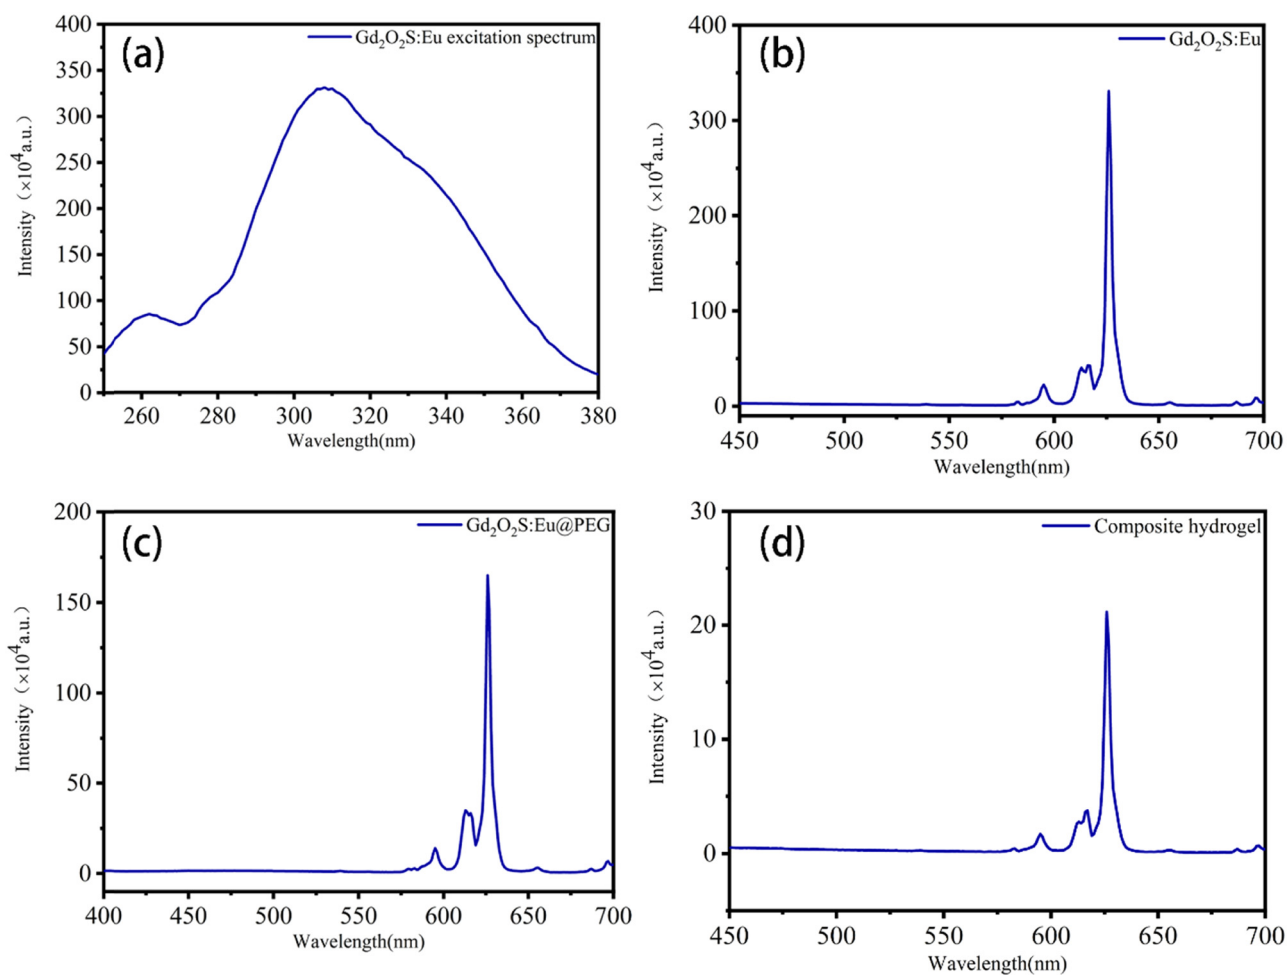 (a)
Gd₂O₂S:Eu excitation spectrum
Intensity（×10⁴a.u.）
400
350
300
250
200
150
100
50
0
260 280 300 320 340 360 380
Wavelength(nm)
(b)
Gd₂O₂S:Eu
Intensity（×10⁴a.u.）
400
300
200
100
0
450 500 550 600 650 700
Wavelength(nm)
(c)
Gd₂O₂S:Eu@PEG
Intensity（×10⁴a.u.）
200
150
100
50
0
400 450 500 550 600 650 700
Wavelength(nm)
(d)
Composite hydrogel
Intensity（×10⁴a.u.）
30
20
10
0
450 500 550 600 650 700
Wavelength(nm)